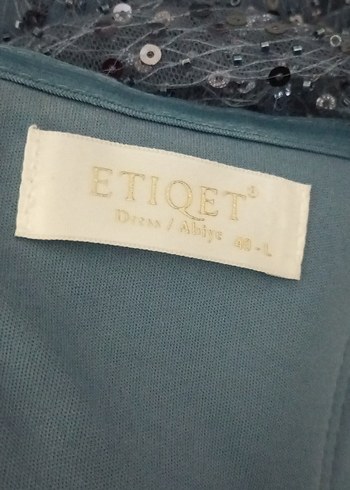 ETIQET®
Dress / Abiye 40 - L